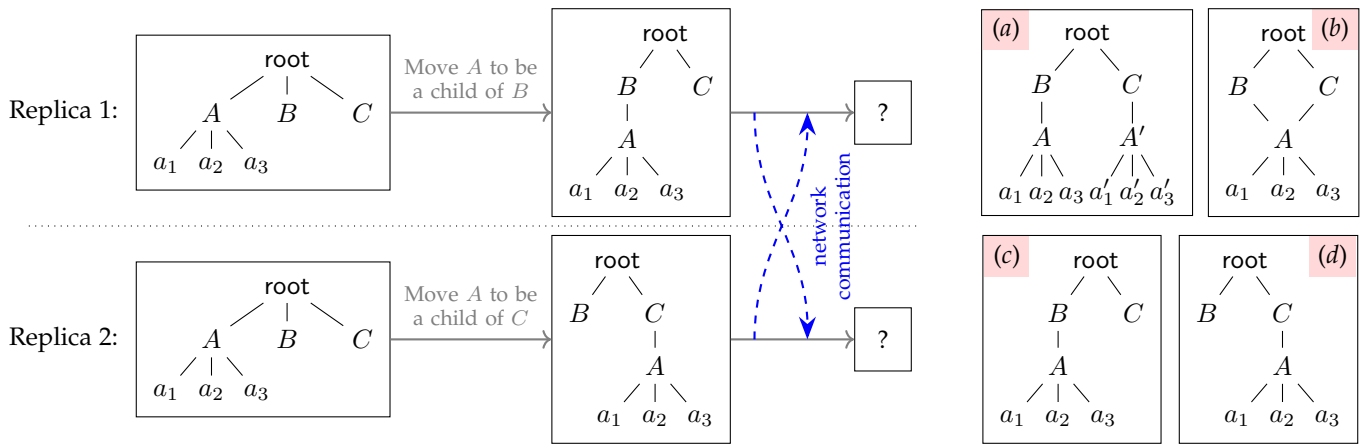 Replica 1:
root
A B C
a₁ a₂ a₃
Move A to be
a child of B
root
B C
A
a₁ a₂ a₃
?
network
communication
Replica 2:
root
A B C
a₁ a₂ a₃
Move A to be
a child of C
root
B C
A
a₁ a₂ a₃
?
(a)
root
B C
A A′
a₁ a₂ a₃ a′₁ a′₂ a′₃
(b)
root
B C
A
a₁ a₂ a₃
(c)
root
B C
A
a₁ a₂ a₃
(d)
root
B C
A
a₁ a₂ a₃